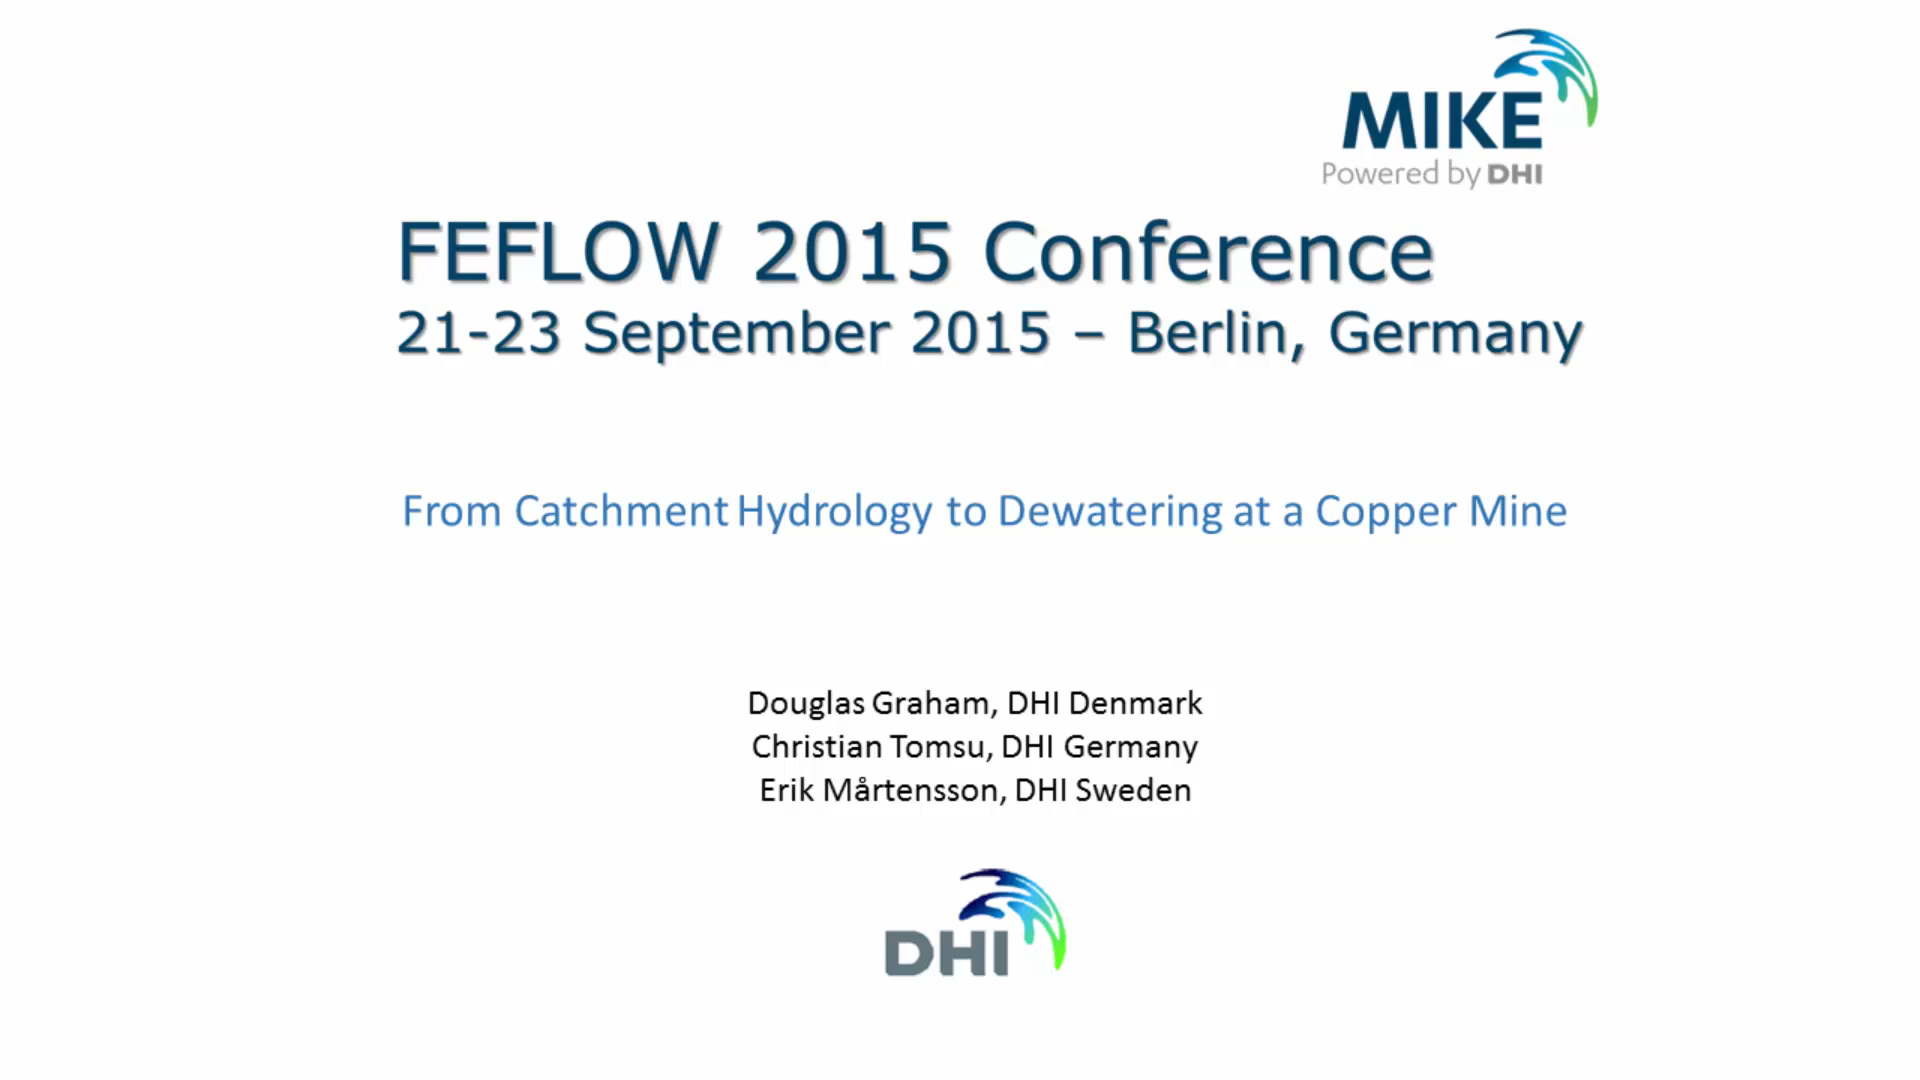 MIKE
Powered by DHI
FEFLOW 2015 Conference
21-23 September 2015 – Berlin, Germany
From Catchment Hydrology to Dewatering at a Copper Mine
Douglas Graham, DHI Denmark
Christian Tomsu, DHI Germany
Erik Mårtensson, DHI Sweden
DHI